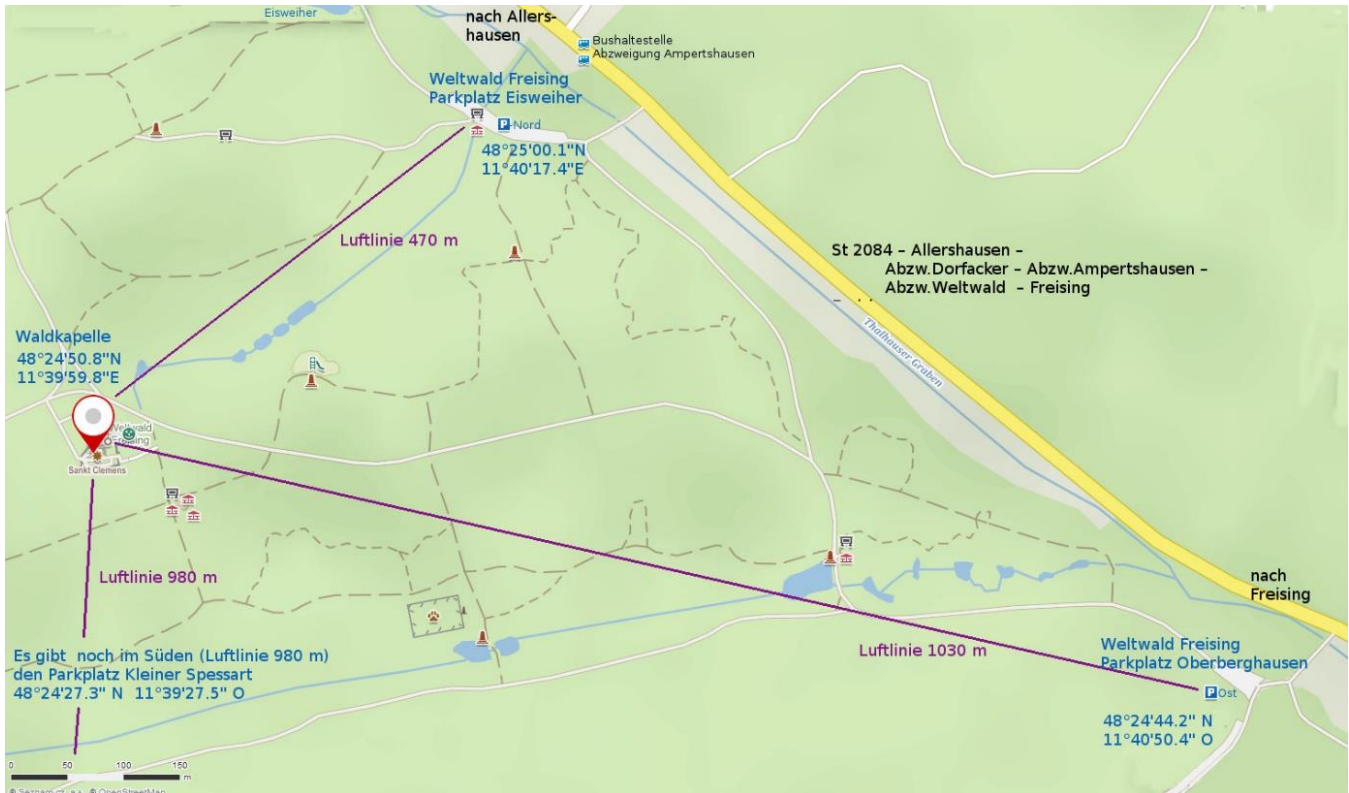 Eisweiher
nach Allers-
hausen
Bushaltestelle
Abzweigung Ampertshausen
Weltwald Freising
Parkplatz Eisweiher
P Nord
48°25'00.1"N
11°40'17.4"E
Luftlinie 470 m
St 2084 – Allershausen –
Abzw.Dorfacker – Abzw.Ampertshausen –
Abzw.Weltwald – Freising
Thalhauser Graben
Waldkapelle
48°24'50.8"N
11°39'59.8"E
Weltwald
Freising
Sankt Clemens
Luftlinie 980 m
nach
Freising
Luftlinie 1030 m
Weltwald Freising
Parkplatz Oberberghausen
P Ost
48°24'44.2" N
11°40'50.4" O
Es gibt noch im Süden (Luftlinie 980 m)
den Parkplatz Kleiner Spessart
48°24'27.3" N 11°39'27.5" O
0 50 100 150
m
© Seznam.cz, a.s., © OpenStreetMap